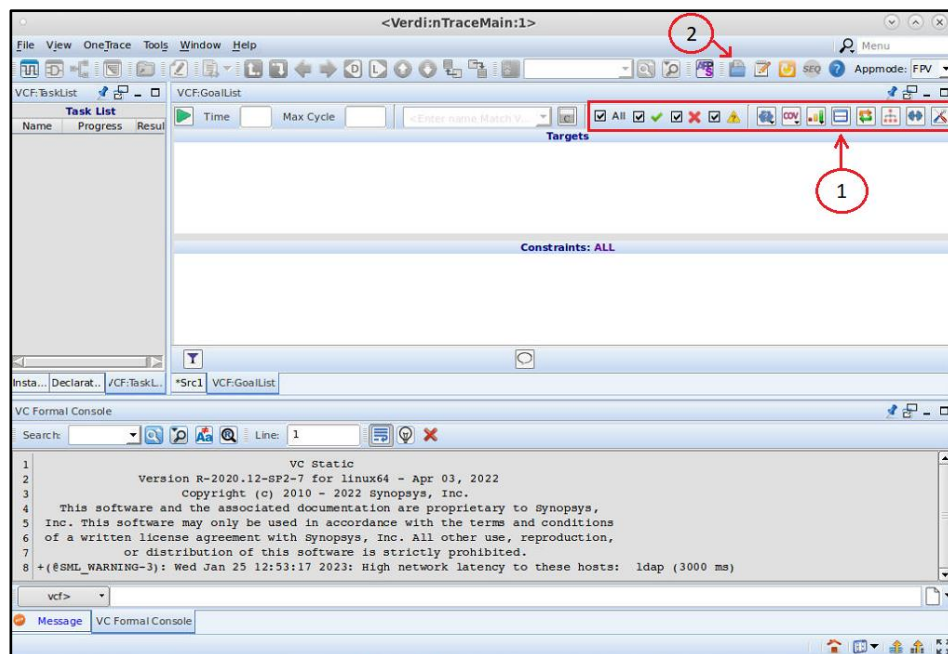 <Verdi:nTraceMain:1>
2
File View OneTrace Tools Window Help
Menu
SEQ Appmode: FPV
VCF:TaskList
VCF:GoalList
Task List
Name Progress Resul
Time Max Cycle <Enter name Match V... All COV
Targets
1
Constraints: ALL
Insta... Declarat.. /CF:TaskL..
*Src1 VCF:GoalList
VC Formal Console
Search: Line: 1
1 VC Static
2 Version R-2020.12-SP2-7 for linux64 - Apr 03, 2022
3 Copyright (c) 2010 - 2022 Synopsys, Inc.
4 This software and the associated documentation are proprietary to Synopsys,
5 Inc. This software may only be used in accordance with the terms and conditions
6 of a written license agreement with Synopsys, Inc. All other use, reproduction,
7 or distribution of this software is strictly prohibited.
8 +(@SML_WARNING-3): Wed Jan 25 12:53:17 2023: High network latency to these hosts: ldap (3000 ms)
vcf>
Message VC Formal Console